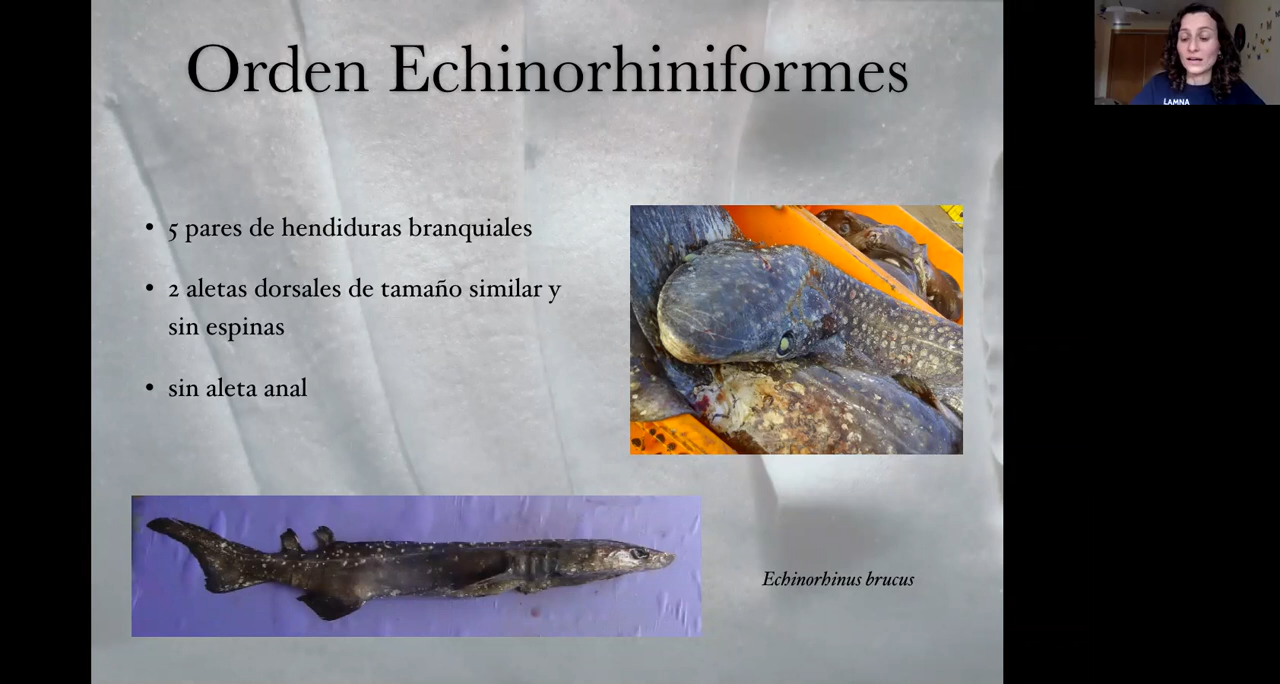 Orden Echinorhiniformes
LAMNA
• 5 pares de hendiduras branquiales
• 2 aletas dorsales de tamaño similar y
sin espinas
• sin aleta anal
Echinorhinus brucus